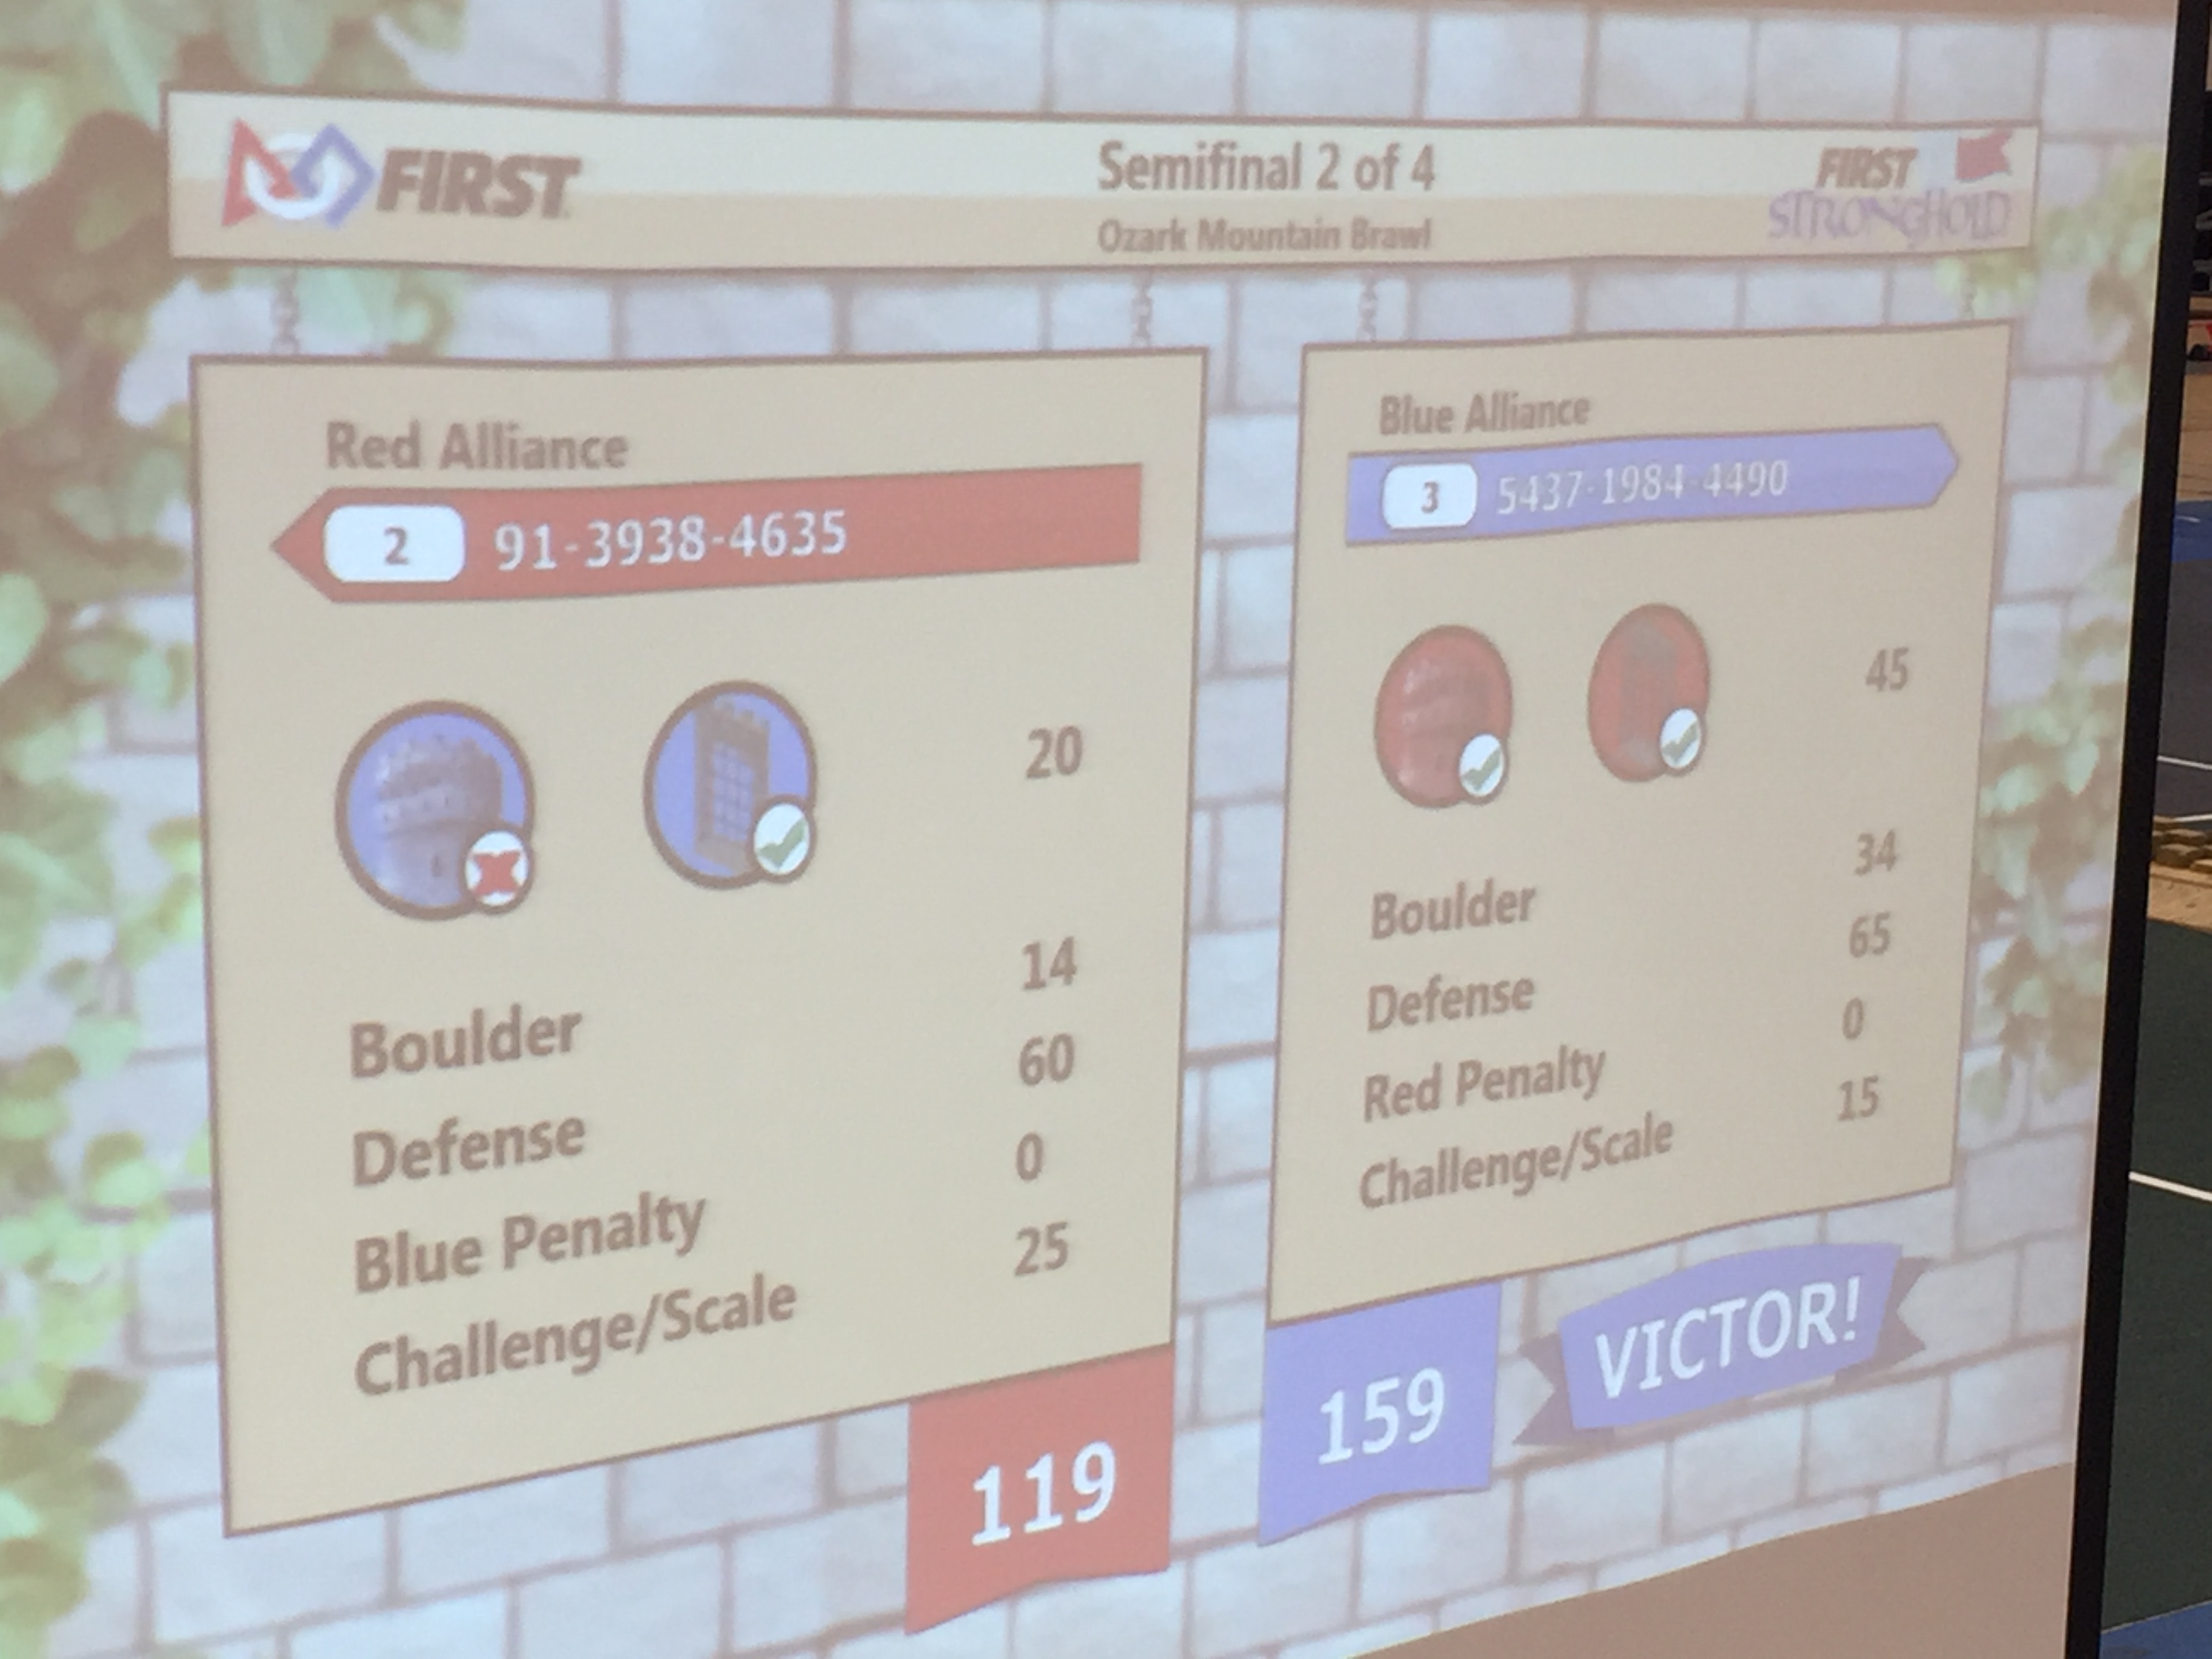 FIRST
Semifinal 2 of 4
Ozark Mountain Brawl
FIRST
STRONGHOLD
Red Alliance
2 91-3938-4635
20
Boulder 14
Defense 60
Blue Penalty 0
Challenge/Scale 25
119
Blue Alliance
3 5437-1984-4490
45
Boulder 34
Defense 65
Red Penalty 0
Challenge/Scale 15
159
VICTOR!